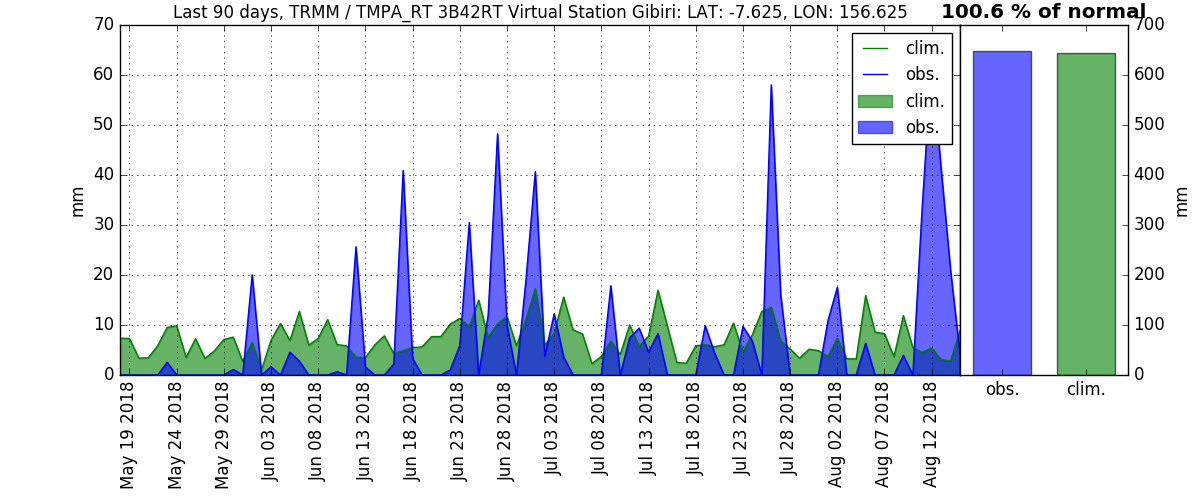 Last 90 days, TRMM / TMPA_RT 3B42RT Virtual Station Gibiri: LAT: -7.625, LON: 156.625
100.6 % of normal
70
60
50
40
30
20
10
0
mm
clim.
obs.
clim.
obs.
700
600
500
400
300
200
100
0
mm
obs.
clim.
May 19 2018
May 24 2018
May 29 2018
Jun 03 2018
Jun 08 2018
Jun 13 2018
Jun 18 2018
Jun 23 2018
Jun 28 2018
Jul 03 2018
Jul 08 2018
Jul 13 2018
Jul 18 2018
Jul 23 2018
Jul 28 2018
Aug 02 2018
Aug 07 2018
Aug 12 2018